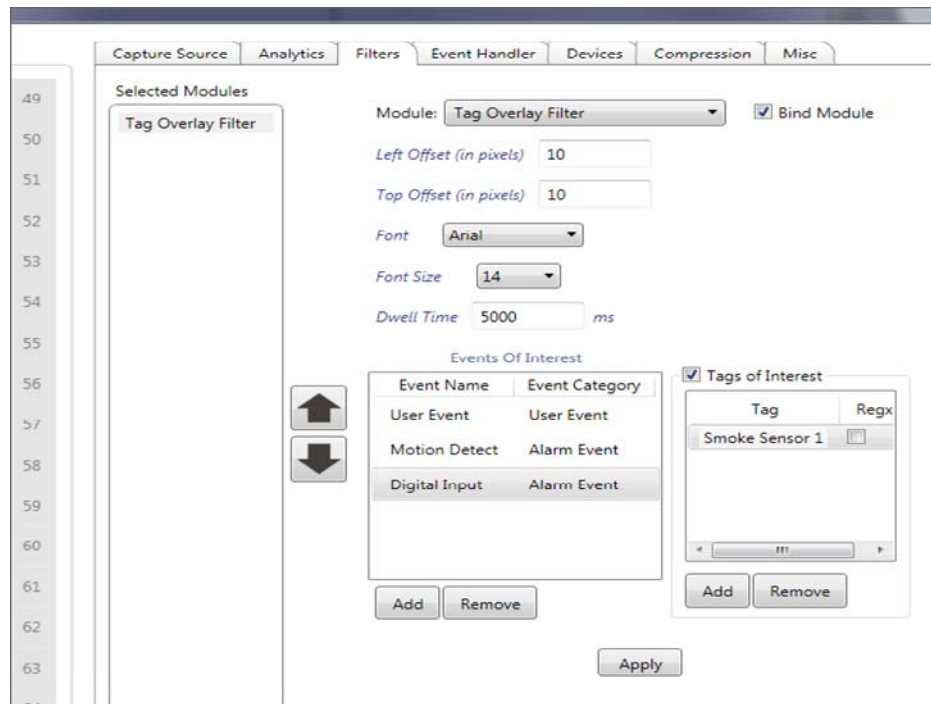 Capture Source Analytics Filters Event Handler Devices Compression Misc
49
50
51
52
53
54
55
56
57
58
59
60
61
62
63
Selected Modules
Tag Overlay Filter
Module: Tag Overlay Filter Bind Module
Left Offset (in pixels) 10
Top Offset (in pixels) 10
Font Arial
Font Size 14
Dwell Time 5000 ms
Events Of Interest
Event Name Event Category
User Event User Event
Motion Detect Alarm Event
Digital Input Alarm Event
Add Remove
Tags of Interest
Tag Regx
Smoke Sensor 1
Add Remove
Apply